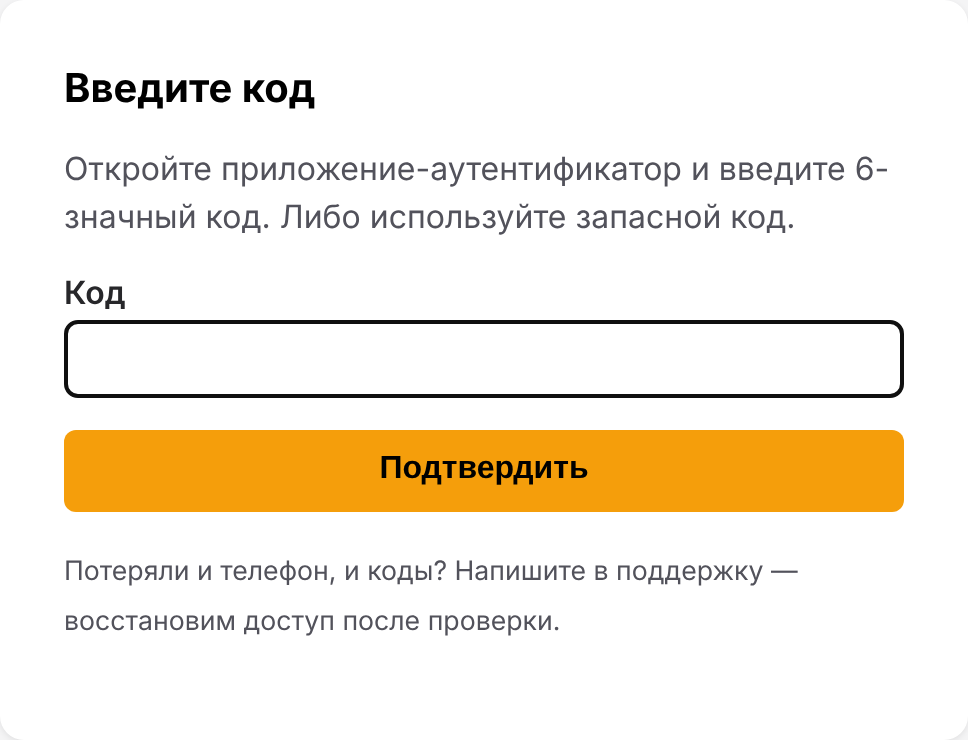 Введите код
Откройте приложение-аутентификатор и введите 6-
значный код. Либо используйте запасной код.
Код
Подтвердить
Потеряли и телефон, и коды? Напишите в поддержку —
восстановим доступ после проверки.